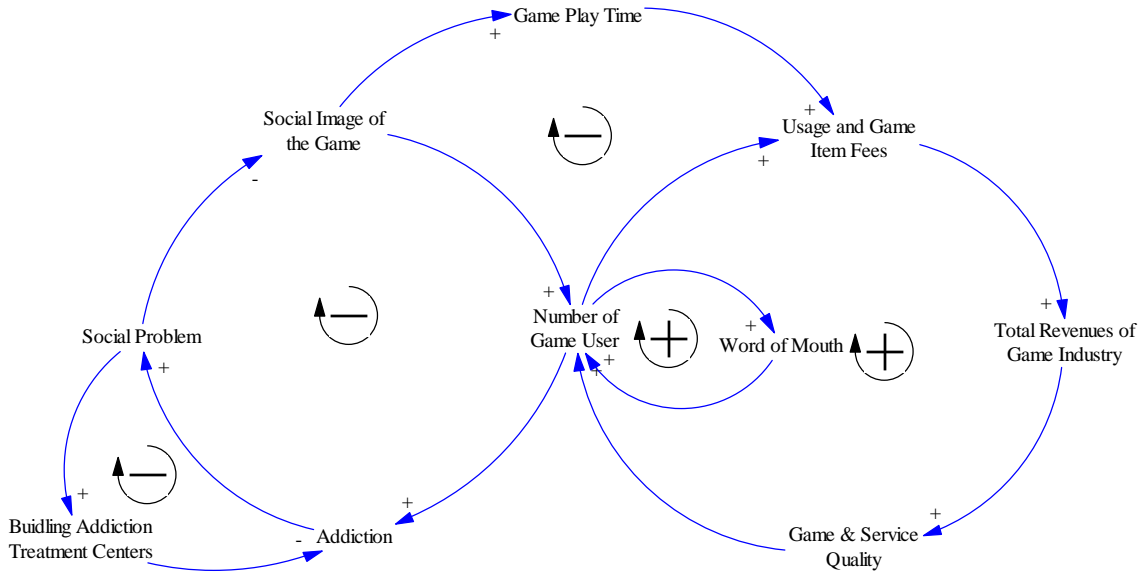 Game Play Time
+
Social Image of
the Game
+
Usage and Game
Item Fees
+
-
+
Number of
Game User
+
Word of Mouth
+
+
+
Total Revenues of
Game Industry
Social Problem
+
+
Buidling Addiction
Treatment Centers
-
Addiction
+
Game & Service
Quality
+